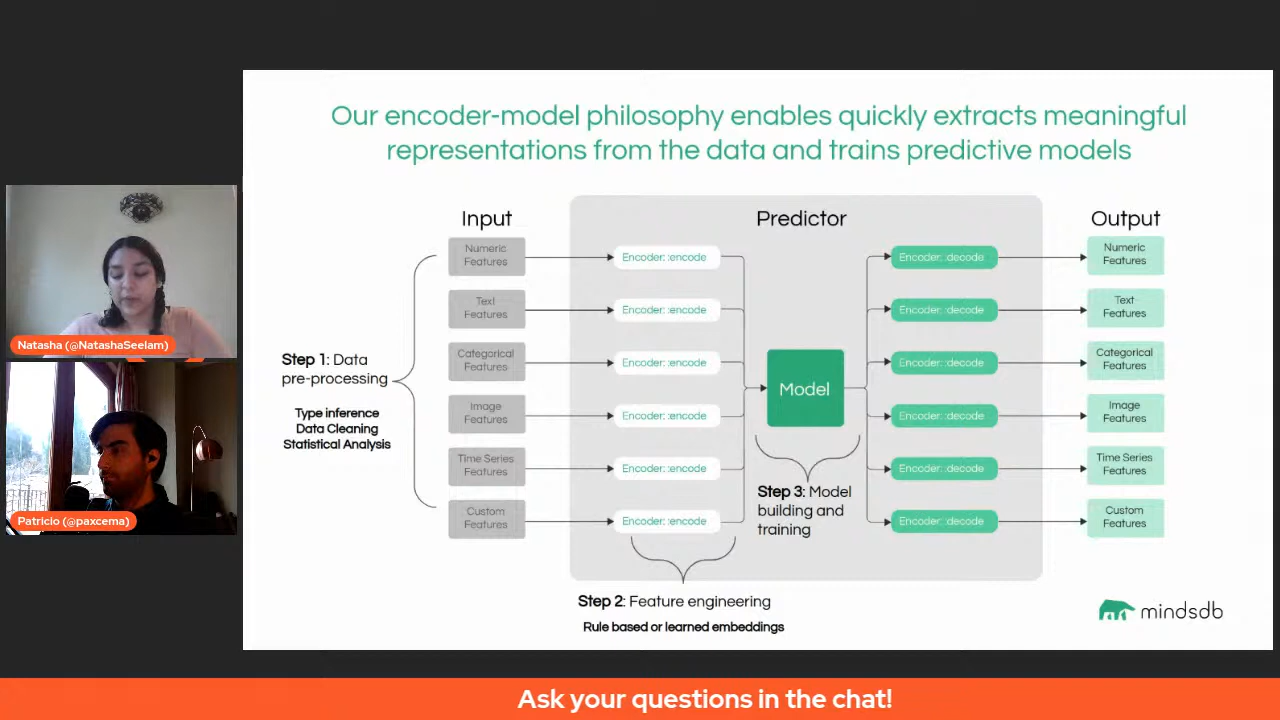 Our encoder-model philosophy enables quickly extracts meaningful
representations from the data and trains predictive models
Input
Predictor
Output
Numeric
Features
Encoder::encode
Encoder::decode
Numeric
Features
Text
Features
Encoder::encode
Encoder::decode
Text
Features
Natasha (@NatashaSeelam)
Step 1: Data
pre-processing
Type inference
Data Cleaning
Statistical Analysis
Categorical
Features
Encoder::encode
Model
Encoder::decode
Categorical
Features
Image
Features
Encoder::encode
Encoder::decode
Image
Features
Time Series
Features
Encoder::encode
Encoder::decode
Time Series
Features
Step 3: Model
building and
training
Custom
Features
Encoder::encode
Encoder::decode
Custom
Features
Patricio (@paxcema)
Step 2: Feature engineering
Rule based or learned embeddings
mindsdb
Ask your questions in the chat!